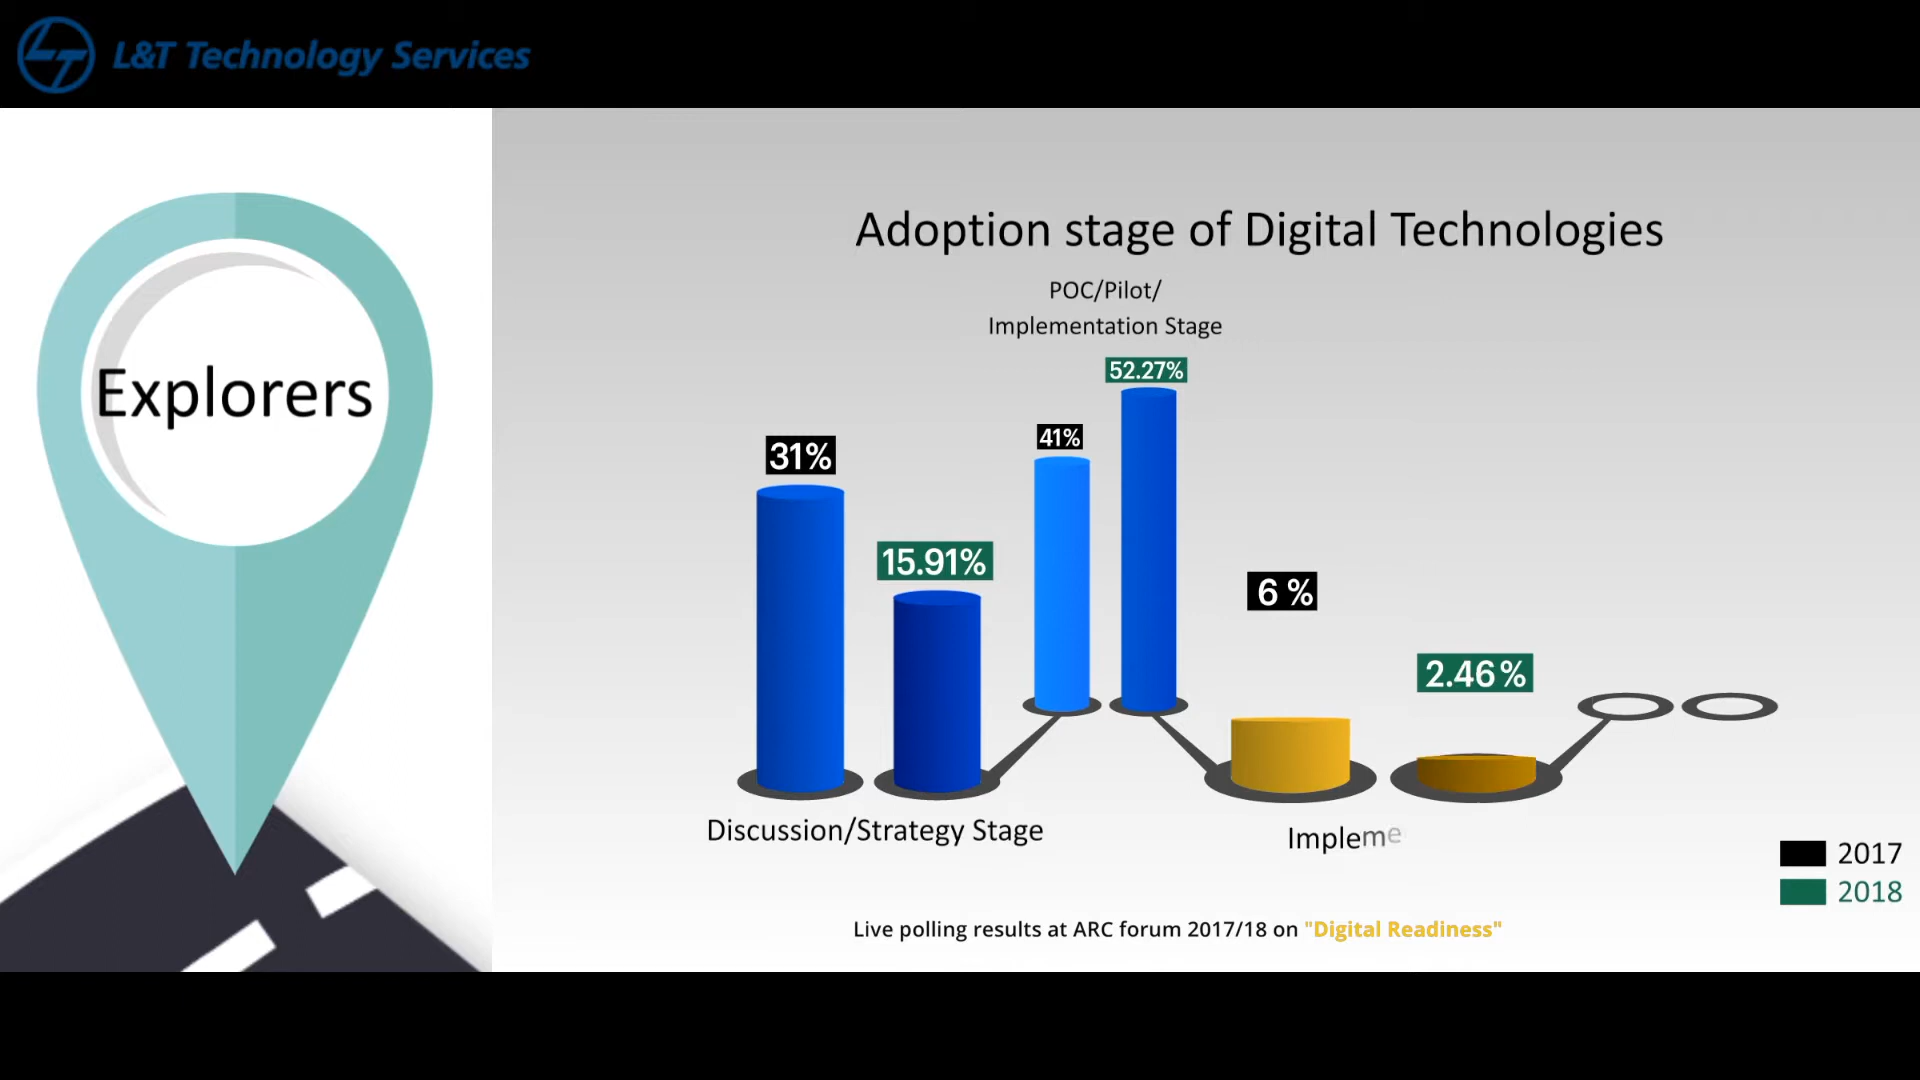 L&T Technology Services
Explorers
Adoption stage of Digital Technologies
POC/Pilot/
Implementation Stage
52.27%
41%
31%
15.91%
6 %
2.46%
Discussion/Strategy Stage
Impleme
2017
2018
Live polling results at ARC forum 2017/18 on "Digital Readiness"